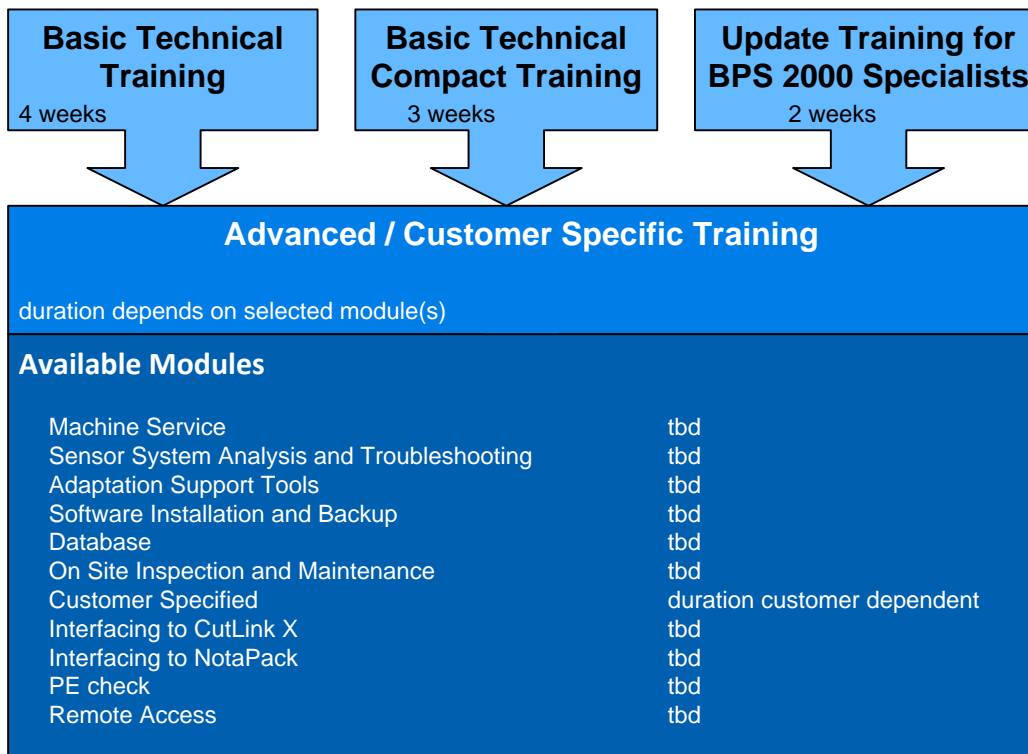 Basic Technical
Training
4 weeks
Basic Technical
Compact Training
3 weeks
Update Training for
BPS 2000 Specialists
2 weeks
Advanced / Customer Specific Training
duration depends on selected module(s)
Available Modules
Machine Service tbd
Sensor System Analysis and Troubleshooting tbd
Adaptation Support Tools tbd
Software Installation and Backup tbd
Database tbd
On Site Inspection and Maintenance tbd
Customer Specified duration customer dependent
Interfacing to CutLink X tbd
Interfacing to NotaPack tbd
PE check tbd
Remote Access tbd